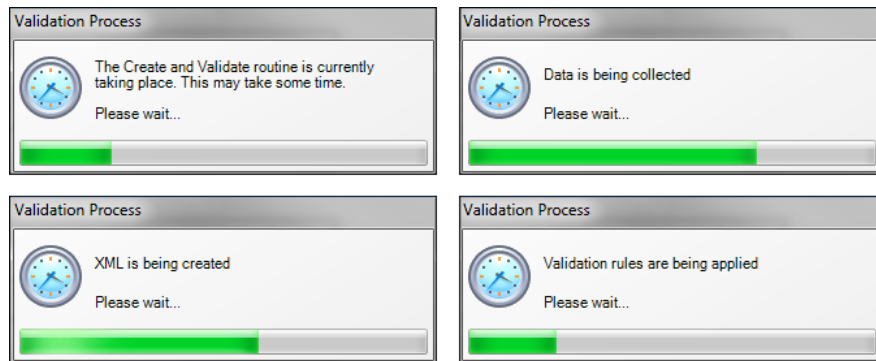 Validation Process
The Create and Validate routine is currently
taking place. This may take some time.
Please wait...
Validation Process
Data is being collected
Please wait...
Validation Process
XML is being created
Please wait...
Validation Process
Validation rules are being applied
Please wait...